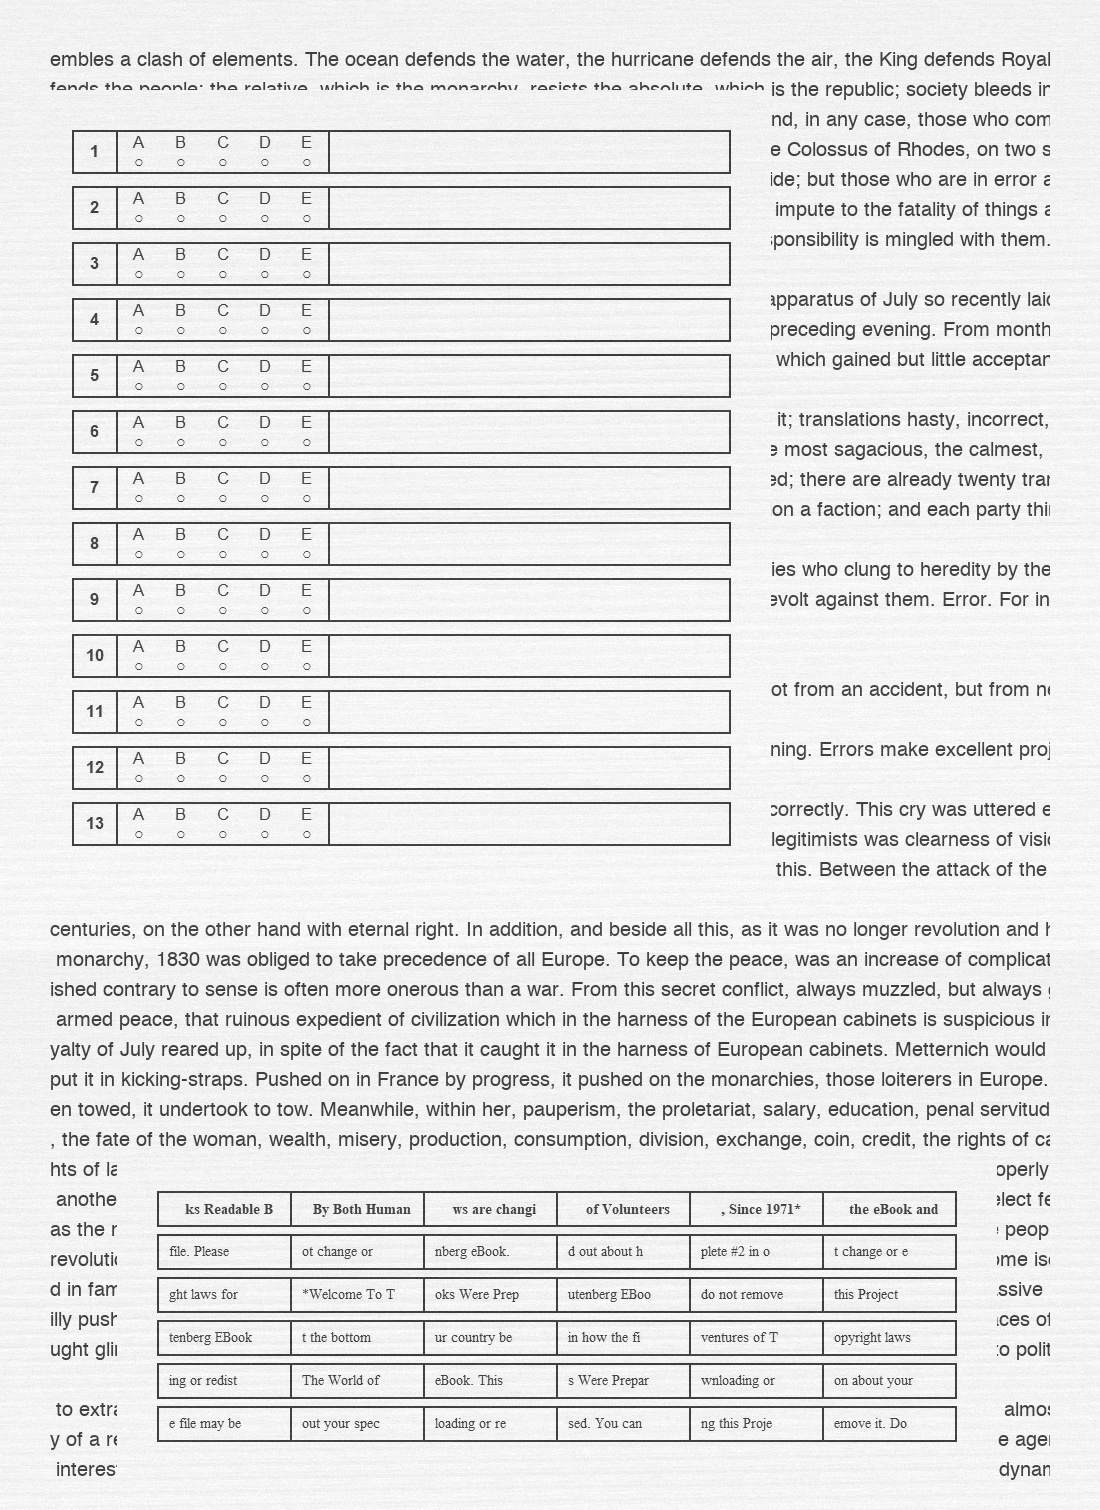 embles a clash of elements. The ocean defends the water, the hurricane defends the air, the King defends Royal
fends the people; the relative, which is the monarchy, resists the absolute, which is the republic; society bleeds in
nd, in any case, those who com
e Colossus of Rhodes, on two s
ide; but those who are in error a
impute to the fatality of things a
sponsibility is mingled with them.
apparatus of July so recently laid
preceding evening. From month
which gained but little acceptan
it; translations hasty, incorrect,
e most sagacious, the calmest,
ed; there are already twenty tran
on a faction; and each party thin
ies who clung to heredity by the
evolt against them. Error. For in
ot from an accident, but from ne
ning. Errors make excellent proj
correctly. This cry was uttered e
legitimists was clearness of visio
this. Between the attack of the
1 A B C D E
2 A B C D E
3 A B C D E
4 A B C D E
5 A B C D E
6 A B C D E
7 A B C D E
8 A B C D E
9 A B C D E
10 A B C D E
11 A B C D E
12 A B C D E
13 A B C D E
centuries, on the other hand with eternal right. In addition, and beside all this, as it was no longer revolution and h
monarchy, 1830 was obliged to take precedence of all Europe. To keep the peace, was an increase of complicat
ished contrary to sense is often more onerous than a war. From this secret conflict, always muzzled, but always g
armed peace, that ruinous expedient of civilization which in the harness of the European cabinets is suspicious in
yalty of July reared up, in spite of the fact that it caught it in the harness of European cabinets. Metternich would
put it in kicking-straps. Pushed on in France by progress, it pushed on the monarchies, those loiterers in Europe.
en towed, it undertook to tow. Meanwhile, within her, pauperism, the proletariat, salary, education, penal servitud
, the fate of the woman, wealth, misery, production, consumption, division, exchange, coin, credit, the rights of ca
hts of la operly
anothe elect fe
as the r e peop
revolutio ome iso
d in fam ssive
illy push ces of
ught glin to polit
to extra almos
y of a re e agen
interest dynan
ks Readable B By Both Human ws are changi of Volunteers , Since 1971* the eBook and
file. Please ot change or nberg eBook. d out about h plete #2 in o t change or e
ght laws for *Welcome To T oks Were Prep utenberg EBoo do not remove this Project
tenberg EBook t the bottom ur country be in how the fi ventures of T opyright laws
ing or redist The World of eBook. This s Were Prepar wnloading or on about your
e file may be out your spec loading or re sed. You can ng this Proje emove it. Do